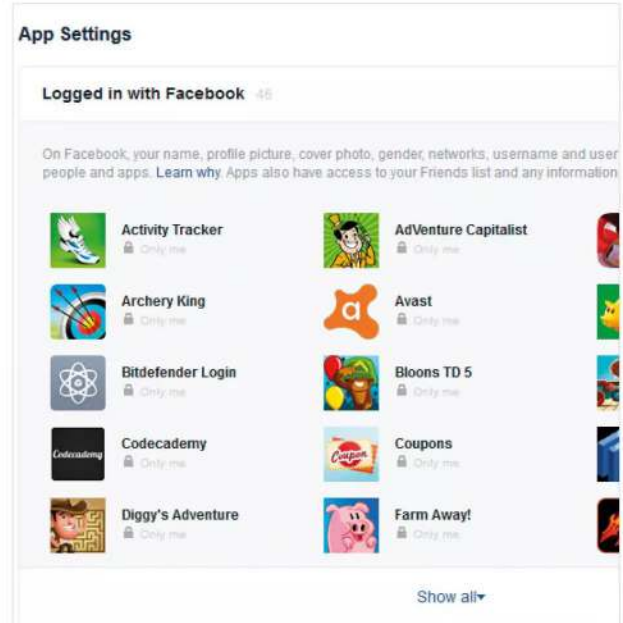 App Settings
Logged in with Facebook 46
On Facebook, your name, profile picture, cover photo, gender, networks, username and user
people and apps. Learn why. Apps also have access to your Friends list and any information
Activity Tracker
Only me
AdVenture Capitalist
Only me
Archery King
Only me
a
Avast
Only me
Bitdefender Login
Only me
Bloons TD 5
Only me
Codecademy
Codecademy
Only me
Coupon
Coupons
Only me
Diggy's Adventure
Only me
Farm Away!
Only me
Show all